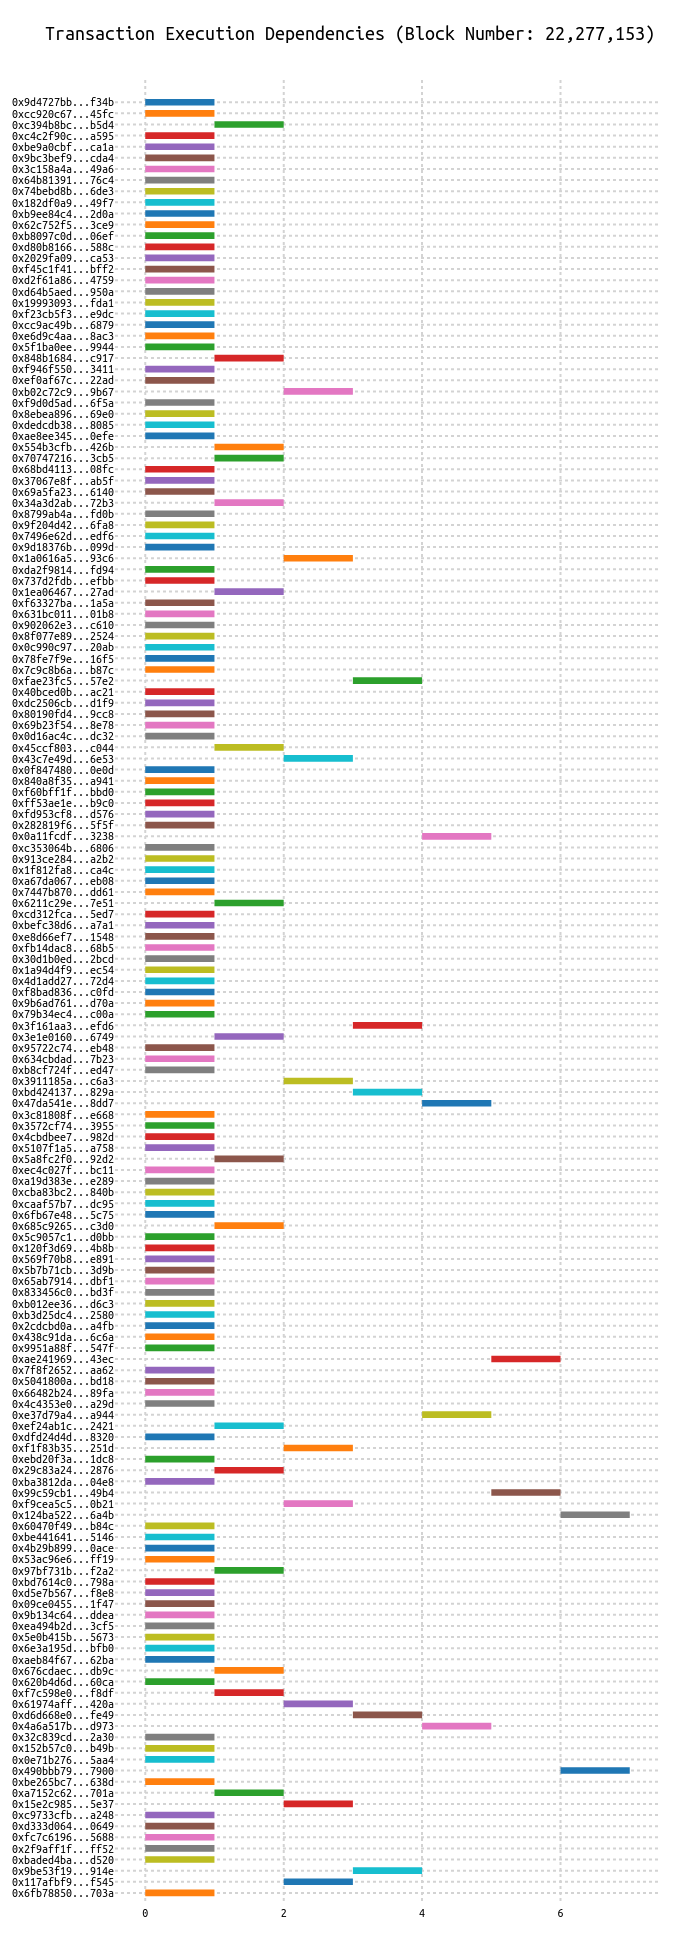 Transaction Execution Dependencies (Block Number: 22,277,153)
0x9d4727bb...f34b
0xcc920c67...45fc
0xc394b8bc...b5d4
0xc4c2f90c...a595
0xbe9a0cbf...ca1a
0x9bc3bef9...cda4
0x3c158a4a...49a6
0x64b81391...76c4
0x74bebd8b...6de3
0x182df0a9...49f7
0xb9ee84c4...2d0a
0x62c752f5...3ce9
0xb8097c0d...06ef
0xd80b8166...588c
0x2029fa09...ca53
0xf45c1f41...bff2
0xd2f61a86...4759
0xd64b5aed...950a
0x19993093...fda1
0xf23cb5f3...e9dc
0xcc9ac49b...6879
0xe6d9c4aa...8ac3
0x5f1ba0ee...9944
0x848b1684...c917
0xf946f550...3411
0xef0af67c...22ad
0xb02c72c9...9b67
0xf9d0d5ad...6f5a
0x8ebea896...69e0
0xdedcdb38...8085
0xae8ee345...0efe
0x554b3cfb...426b
0x70747216...3cb5
0x68bd4113...08fc
0x37067e8f...ab5f
0x69a5fa23...6140
0x34a3d2ab...72b3
0x8799ab4a...fd0b
0x9f204d42...6fa8
0x7496e62d...edf6
0x9d18376b...099d
0x1a0616a5...93c6
0xda2f9814...fd94
0x737d2fdb...efbb
0x1ea06467...27ad
0xf63327ba...1a5a
0x631bc011...01b8
0x902062e3...c610
0x8f077e89...2524
0x0c990c97...20ab
0x78fe7f9e...16f5
0x7c9c8b6a...b87c
0xfae23fc5...57e2
0x40bced0b...ac21
0xdc2506cb...d1f9
0x80190fd4...9cc8
0x69b23f54...8e78
0x0d16ac4c...dc32
0x45ccf803...c044
0x43c7e49d...6e53
0x0f847480...0e0d
0x840a8f35...a941
0xf60bff1f...bbd0
0xff53ae1e...b9c0
0xfd953cf8...d576
0x282819f6...5f5f
0x0a11fcdf...3238
0xc353064b...6806
0x913ce284...a2b2
0x1f812fa8...ca4c
0xa67da067...eb08
0x7447b870...dd61
0x6211c29e...7e51
0xcd312fca...5ed7
0xbefc38d6...a7a1
0xe8d66ef7...1548
0xfb14dac8...68b5
0x30d1b0ed...2bcd
0x1a94d4f9...ec54
0x4d1add27...72d4
0xf8bad836...c0fd
0x9b6ad761...d70a
0x79b34ec4...c00a
0x3f161aa3...efd6
0x3e1e0160...6749
0x95722c74...eb48
0x634cbdad...7b23
0xb8cf724f...ed47
0x3911185a...c6a3
0xbd424137...829a
0x47da541e...8dd7
0x3c81808f...e668
0x3572cf74...3955
0x4cbdbee7...982d
0x5107f1a5...a758
0x5a8fc2f0...92d2
0xec4c027f...bc11
0xa19d383e...e289
0xcba83bc2...840b
0xcaaf57b7...dc95
0x6fb67e48...5c75
0x685c9265...c3d0
0x5c9057c1...d0bb
0x120f3d69...4b8b
0x569f70b8...e891
0x5b7b71cb...3d9b
0x65ab7914...dbf1
0x833456c0...bd3f
0xb012ee36...d6c3
0xb3d25dc4...2580
0x2cdcbd0a...a4fb
0x438c91da...6c6a
0x9951a88f...547f
0xae241969...43ec
0x7f8f2652...aa62
0x5041800a...bd18
0x66482b24...89fa
0x4c4353e0...a29d
0xe37d79a4...a944
0xef24ab1c...2421
0xdfd24d4d...8320
0xf1f83b35...251d
0xebd20f3a...1dc8
0x29c83a24...2876
0xba3812da...04e8
0x99c59cb1...49b4
0xf9cea5c5...0b21
0x124ba522...6a4b
0x60470f49...b84c
0xbe441641...5146
0x4b29b899...0ace
0x53ac96e6...ff19
0x97bf731b...f2a2
0xbd7614c0...798a
0xd5e7b567...f8e8
0x09ce0455...1f47
0x9b134c64...ddea
0xea494b2d...3cf5
0x5e0b415b...5673
0x6e3a195d...bfb0
0xaeb84f67...62ba
0x676cdaec...db9c
0x620b4d6d...60ca
0xf7c598e0...f8df
0x61974aff...420a
0xd6d668e0...fe49
0x4a6a517b...d973
0x32c839cd...2a30
0x152b57c0...b49b
0x0e71b276...5aa4
0x490bbb79...7900
0xbe265bc7...638d
0xa7152c62...701a
0x15e2c985...5e37
0xc9733cfb...a248
0xd333d064...0649
0xfc7c6196...5688
0x2f9aff1f...ff52
0xbaded4ba...d520
0x9be53f19...914e
0x117afbf9...f545
0x6fb78850...703a
0 2 4 6